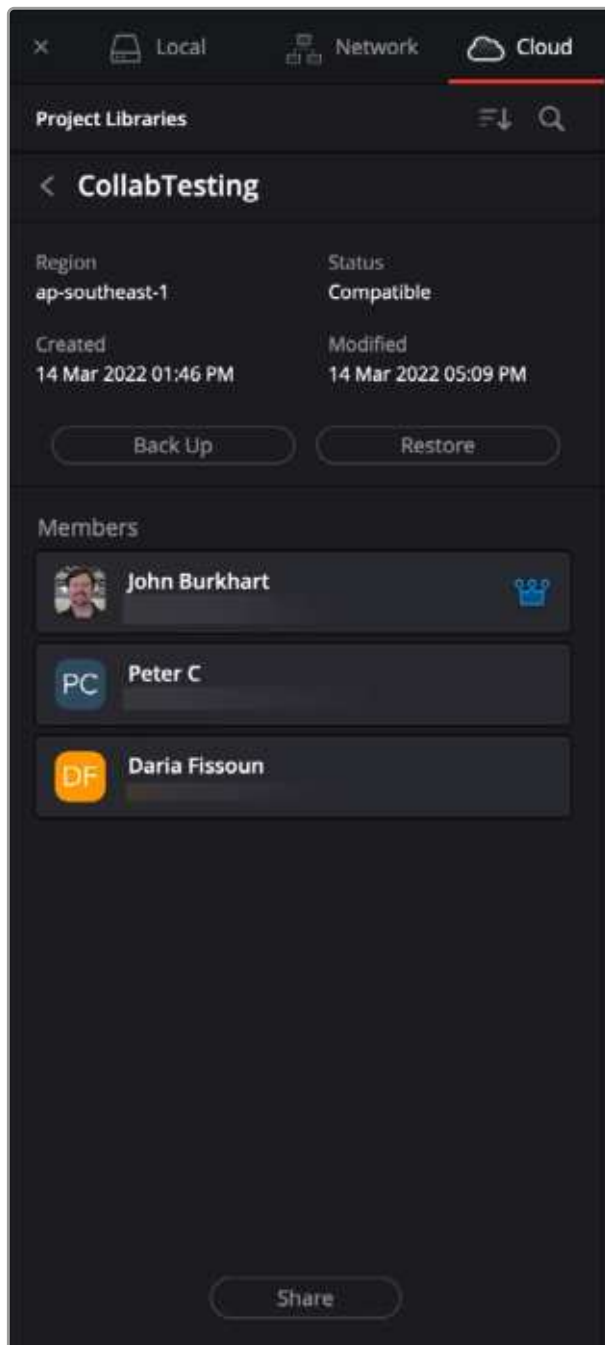 × Local Network Cloud
Project Libraries
< CollabTesting
Region Status
ap-southeast-1 Compatible
Created Modified
14 Mar 2022 01:46 PM 14 Mar 2022 05:09 PM
Back Up Restore
Members
John Burkhart
PC Peter C
DF Daria Fissoun
Share